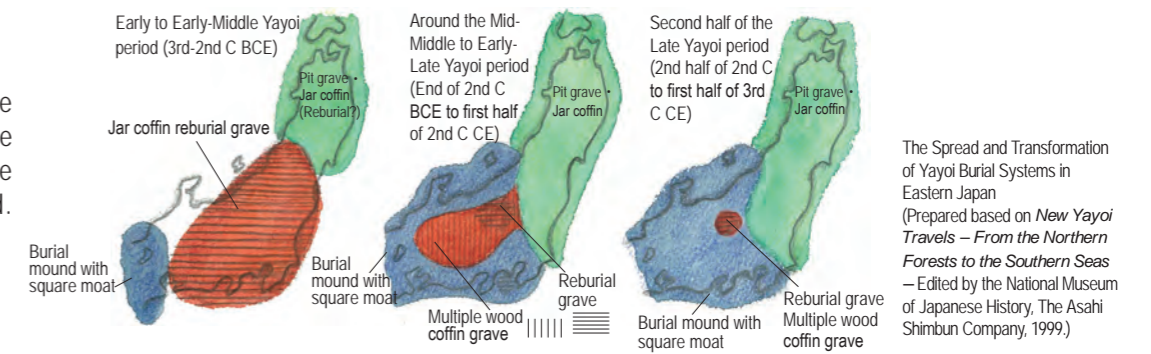 e
e
e
d.
Early to Early-Middle Yayoi
period (3rd-2nd C BCE)
Pit grave •
Jar coffin
(Reburial?)
Jar coffin reburial grave
Burial
mound with
square moat
Around the Mid-
Middle to Early-
Late Yayoi period
(End of 2nd C
BCE to first half
of 2nd C CE)
Pit grave •
Jar coffin
Burial
mound with
square moat
Multiple wood
coffin grave
Reburial
grave
Second half of the
Late Yayoi period
(2nd half of 2nd C
to first half of 3rd
C CE)
Pit grave •
Jar coffin
Burial mound with
square moat
Reburial grave
Multiple wood
coffin grave
The Spread and Transformation
of Yayoi Burial Systems in
Eastern Japan
(Prepared based on New Yayoi
Travels – From the Northern
Forests to the Southern Seas
– Edited by the National Museum
of Japanese History, The Asahi
Shimbun Company, 1999.)